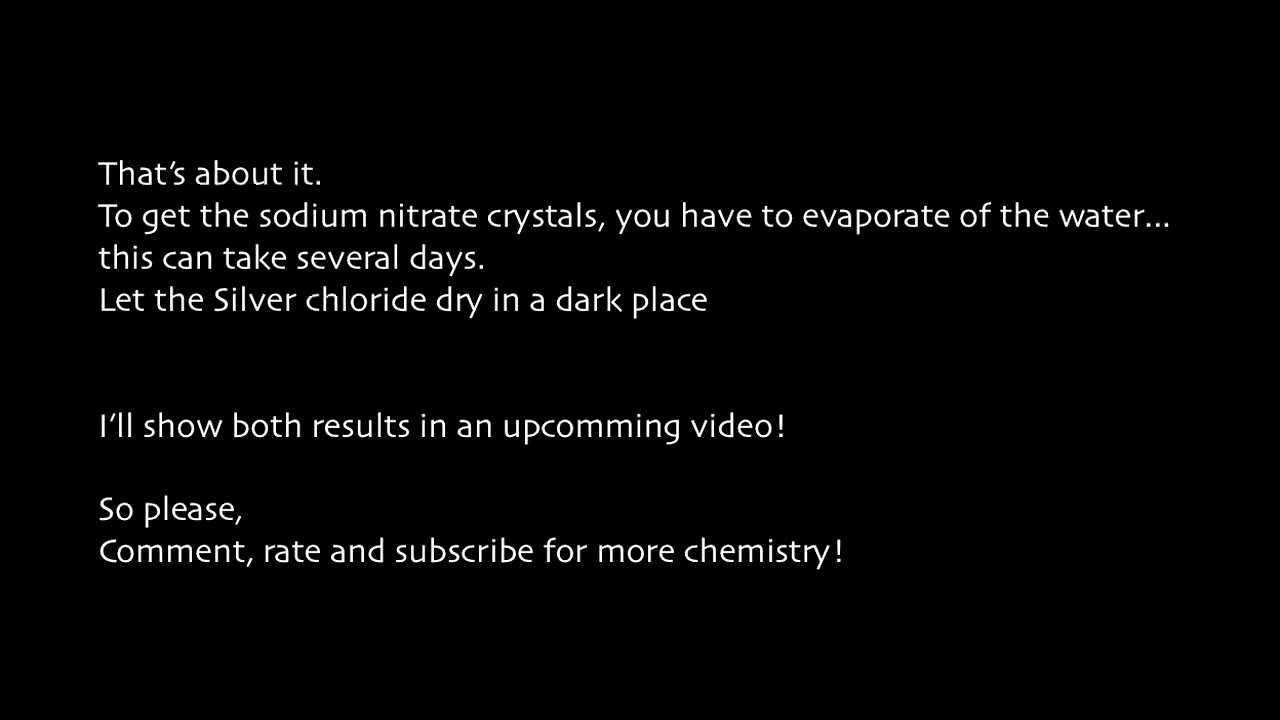 That's about it.
To get the sodium nitrate crystals, you have to evaporate of the water...
this can take several days.
Let the Silver chloride dry in a dark place
I'll show both results in an upcomming video!
So please,
Comment, rate and subscribe for more chemistry!